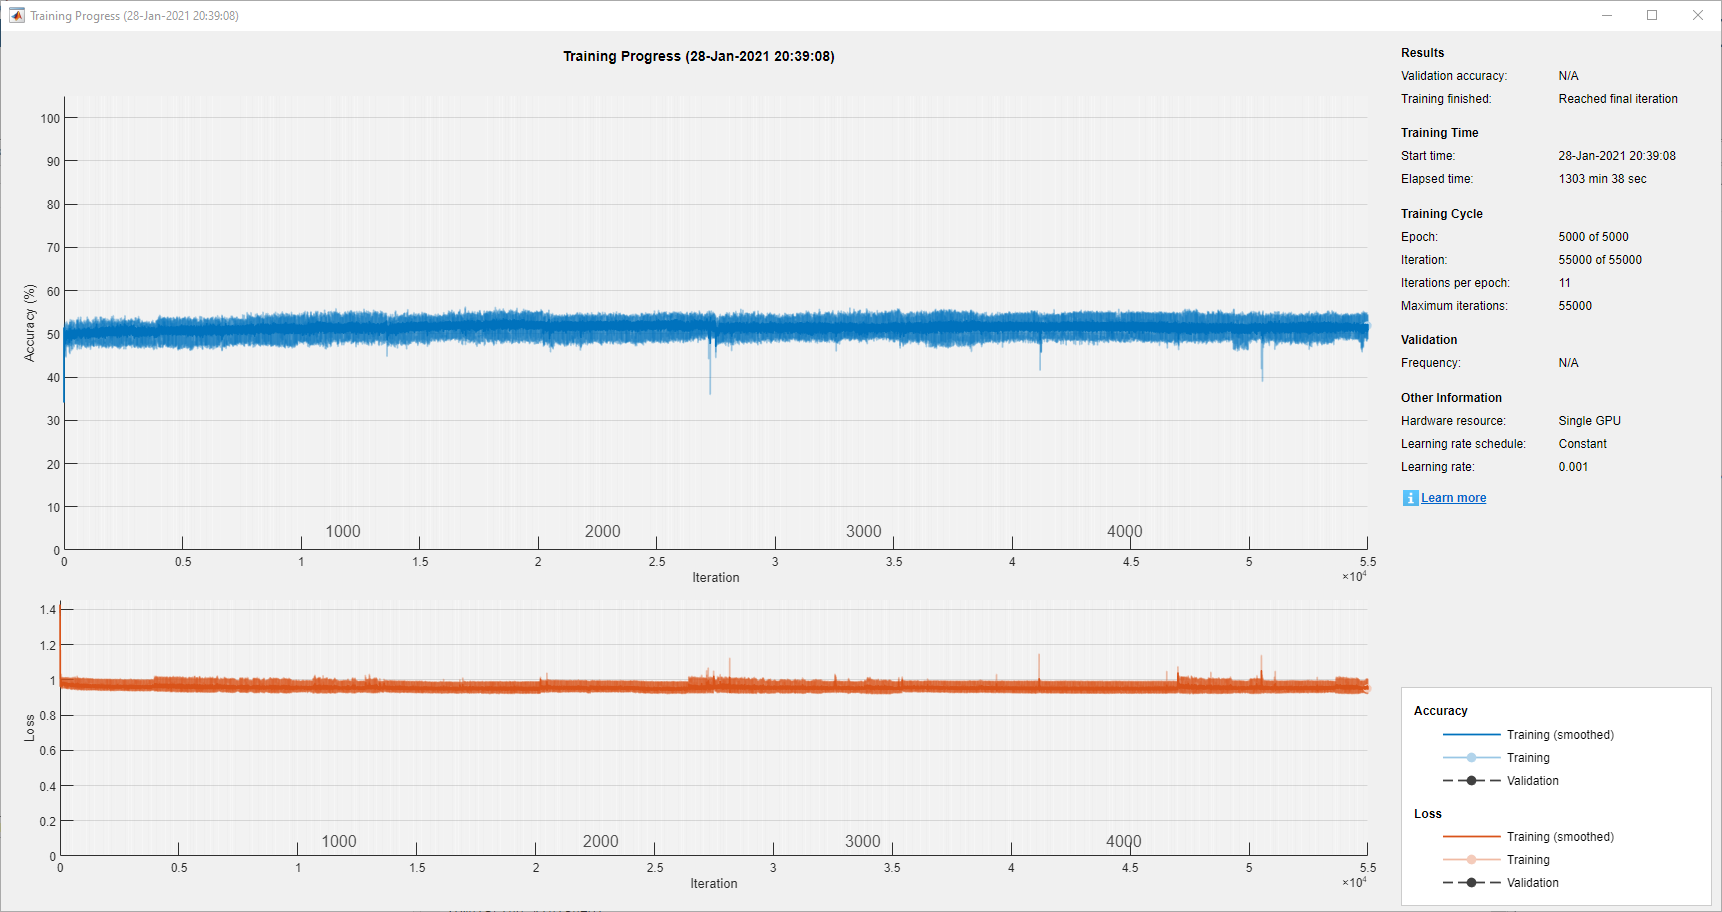 Training Progress (28-Jan-2021 20:39:08)
Training Progress (28-Jan-2021 20:39:08)
Accuracy (%)
100
90
80
70
60
50
40
30
20
10
0
1000 2000 3000 4000
0 0.5 1 1.5 2 2.5 3 3.5 4 4.5 5 5.5
Iteration
×10⁴
Loss
1.4
1.2
1
0.8
0.6
0.4
0.2
0
1000 2000 3000 4000
0 0.5 1 1.5 2 2.5 3 3.5 4 4.5 5 5.5
Iteration
×10⁴
Results
Validation accuracy: N/A
Training finished: Reached final iteration
Training Time
Start time: 28-Jan-2021 20:39:08
Elapsed time: 1303 min 38 sec
Training Cycle
Epoch: 5000 of 5000
Iteration: 55000 of 55000
Iterations per epoch: 11
Maximum iterations: 55000
Validation
Frequency: N/A
Other Information
Hardware resource: Single GPU
Learning rate schedule: Constant
Learning rate: 0.001
i Learn more
Accuracy
Training (smoothed)
Training
Validation
Loss
Training (smoothed)
Training
Validation